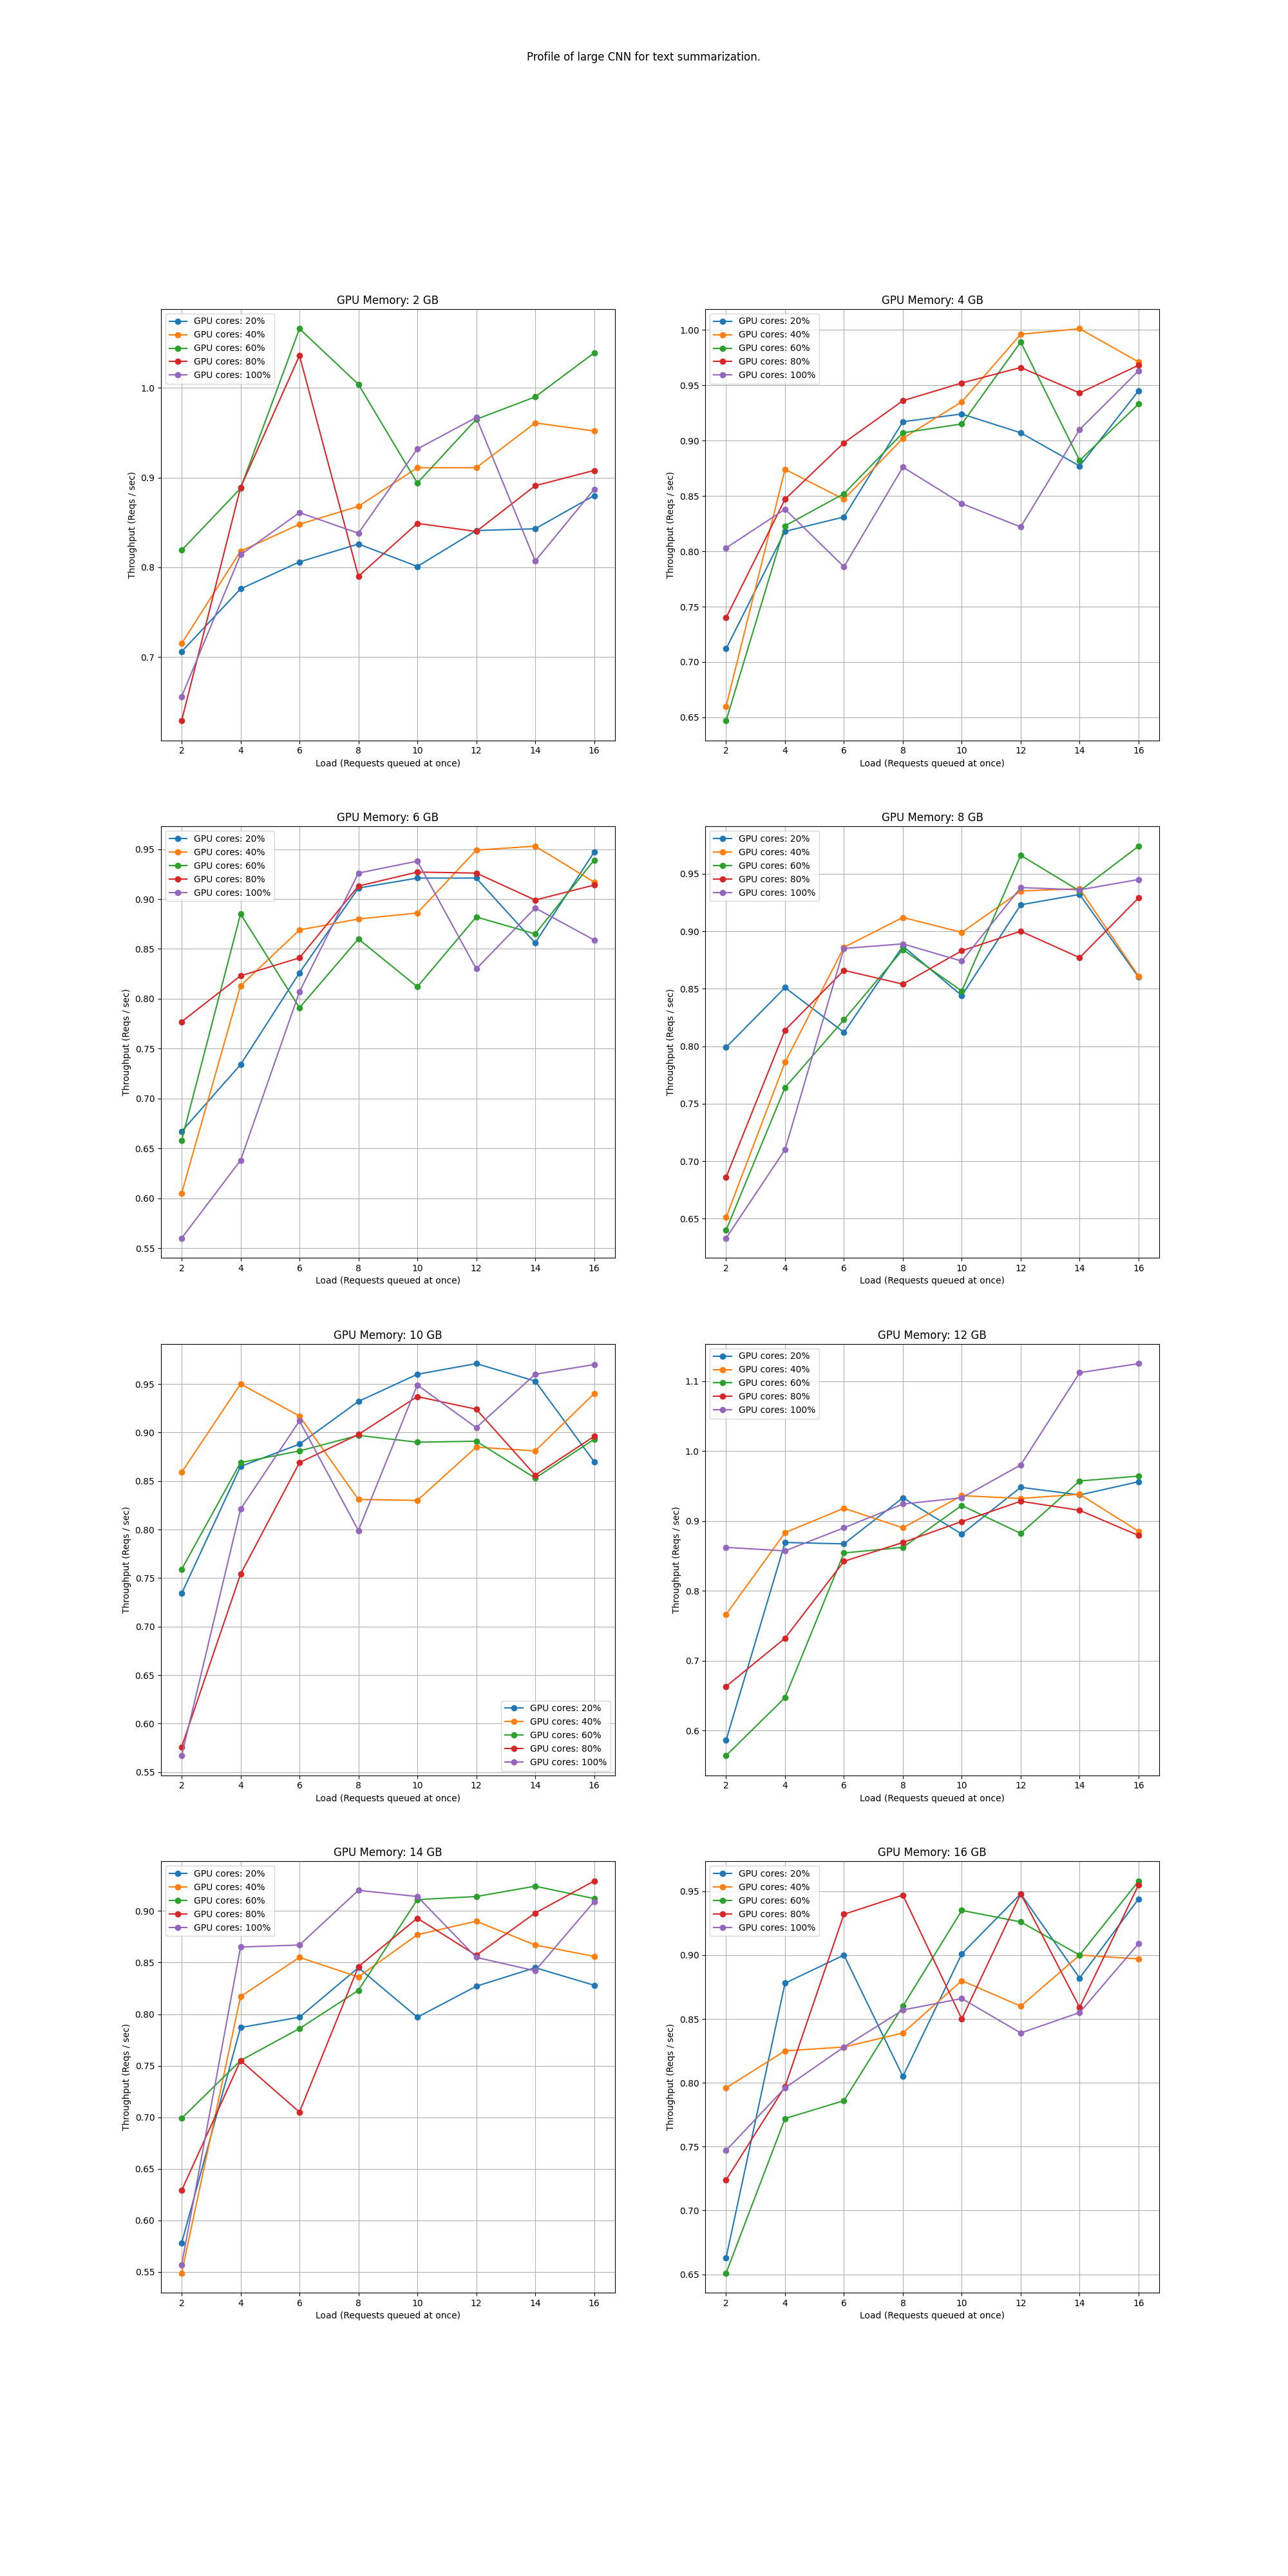 Profile of large CNN for text summarization.
GPU Memory: 2 GB
GPU cores: 20%
GPU cores: 40%
GPU cores: 60%
GPU cores: 80%
GPU cores: 100%
1.0
0.9
0.8
0.7
Throughput (Reqs / sec)
2 4 6 8 10 12 14 16
Load (Requests queued at once)
GPU Memory: 4 GB
GPU cores: 20%
GPU cores: 40%
GPU cores: 60%
GPU cores: 80%
GPU cores: 100%
1.00
0.95
0.90
0.85
0.80
0.75
0.70
0.65
Throughput (Reqs / sec)
2 4 6 8 10 12 14 16
Load (Requests queued at once)
GPU Memory: 6 GB
GPU cores: 20%
GPU cores: 40%
GPU cores: 60%
GPU cores: 80%
GPU cores: 100%
0.95
0.90
0.85
0.80
0.75
0.70
0.65
0.60
0.55
Throughput (Reqs / sec)
2 4 6 8 10 12 14 16
Load (Requests queued at once)
GPU Memory: 8 GB
GPU cores: 20%
GPU cores: 40%
GPU cores: 60%
GPU cores: 80%
GPU cores: 100%
0.95
0.90
0.85
0.80
0.75
0.70
0.65
Throughput (Reqs / sec)
2 4 6 8 10 12 14 16
Load (Requests queued at once)
GPU Memory: 10 GB
0.95
0.90
0.85
0.80
0.75
0.70
0.65
0.60
0.55
Throughput (Reqs / sec)
GPU cores: 20%
GPU cores: 40%
GPU cores: 60%
GPU cores: 80%
GPU cores: 100%
2 4 6 8 10 12 14 16
Load (Requests queued at once)
GPU Memory: 12 GB
GPU cores: 20%
GPU cores: 40%
GPU cores: 60%
GPU cores: 80%
GPU cores: 100%
1.1
1.0
0.9
0.8
0.7
0.6
Throughput (Reqs / sec)
2 4 6 8 10 12 14 16
Load (Requests queued at once)
GPU Memory: 14 GB
GPU cores: 20%
GPU cores: 40%
GPU cores: 60%
GPU cores: 80%
GPU cores: 100%
0.90
0.85
0.80
0.75
0.70
0.65
0.60
0.55
Throughput (Reqs / sec)
2 4 6 8 10 12 14 16
Load (Requests queued at once)
GPU Memory: 16 GB
GPU cores: 20%
GPU cores: 40%
GPU cores: 60%
GPU cores: 80%
GPU cores: 100%
0.95
0.90
0.85
0.80
0.75
0.70
0.65
Throughput (Reqs / sec)
2 4 6 8 10 12 14 16
Load (Requests queued at once)